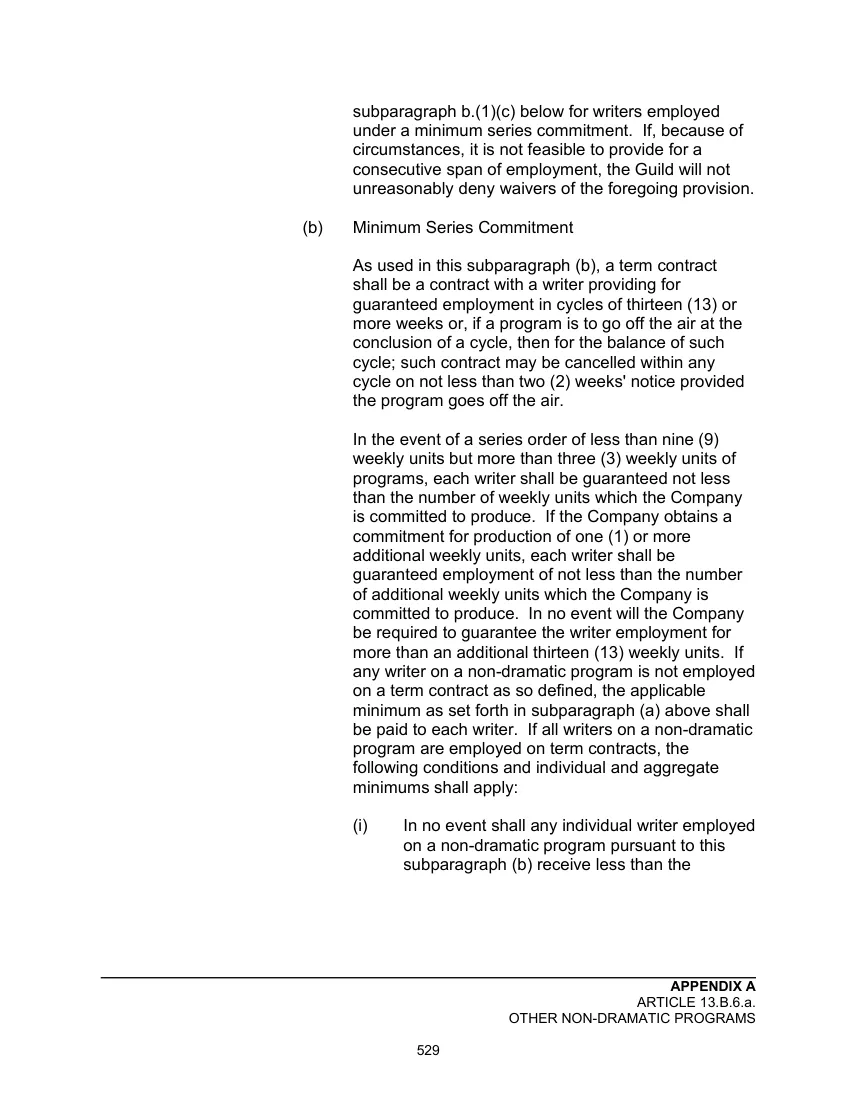 subparagraph b.(1)(c) below for writers employed
under a minimum series commitment.  If, because of
circumstances, it is not feasible to provide for a
consecutive span of employment, the Guild will not
unreasonably deny waivers of the foregoing provision.
(b) Minimum Series Commitment
As used in this subparagraph (b), a term contract
shall be a contract with a writer providing for
guaranteed employment in cycles of thirteen (13) or
more weeks or, if a program is to go off the air at the
conclusion of a cycle, then for the balance of such
cycle; such contract may be cancelled within any
cycle on not less than two (2) weeks' notice provided
the program goes off the air.
In the event of a series order of less than nine (9)
weekly units but more than three (3) weekly units of
programs, each writer shall be guaranteed not less
than the number of weekly units which the Company
is committed to produce.  If the Company obtains a
commitment for production of one (1) or more
additional weekly units, each writer shall be
guaranteed employment of not less than the number
of additional weekly units which the Company is
committed to produce.  In no event will the Company
be required to guarantee the writer employment for
more than an additional thirteen (13) weekly units.  If
any writer on a non-dramatic program is not employed
on a term contract as so defined, the applicable
minimum as set forth in subparagraph (a) above shall
be paid to each writer.  If all writers on a non-dramatic
program are employed on term contracts, the
following conditions and individual and aggregate
minimums shall apply:
(i) In no event shall any individual writer employed
on a non-dramatic program pursuant to this
subparagraph (b) receive less than the
APPENDIX A
ARTICLE 13.B.6.a.
OTHER NON-DRAMATIC PROGRAMS
529